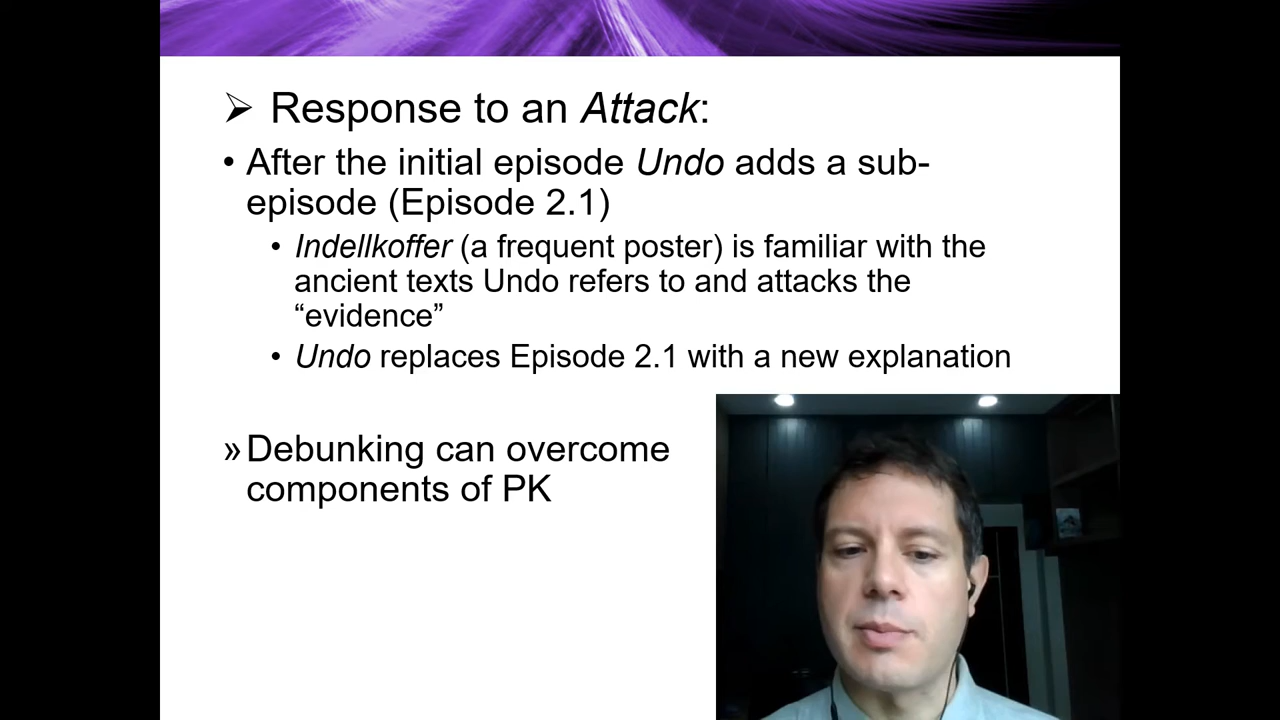 ➢ Response to an Attack:
• After the initial episode Undo adds a sub-
episode (Episode 2.1)
• Indellkoffer (a frequent poster) is familiar with the
ancient texts Undo refers to and attacks the
“evidence”
• Undo replaces Episode 2.1 with a new explanation
» Debunking can overcome
components of PK